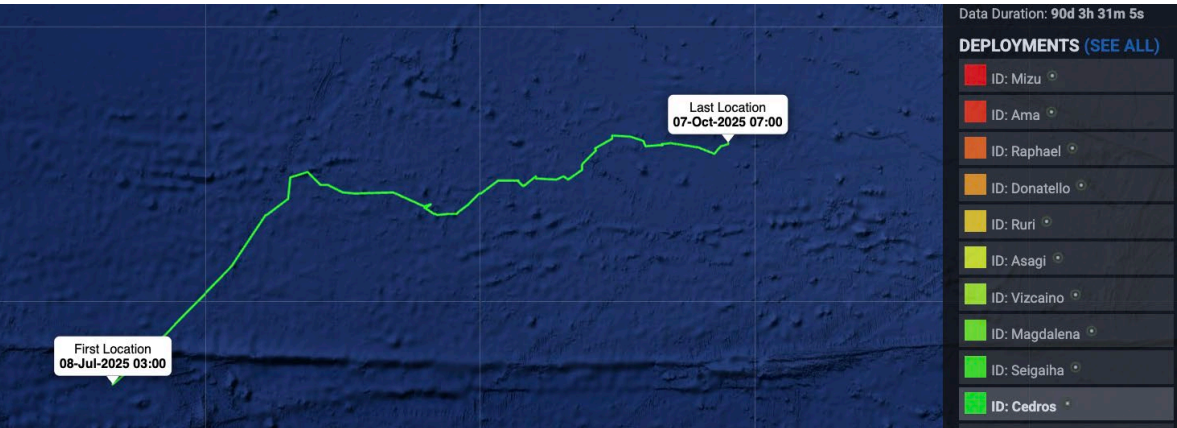 Data Duration: 90d 3h 31m 5s
DEPLOYMENTS (SEE ALL)
ID: Mizu
ID: Ama
ID: Raphael
ID: Donatello
ID: Ruri
ID: Asagi
ID: Vizcaino
ID: Magdalena
ID: Seigaiha
ID: Cedros
Last Location
07-Oct-2025 07:00
First Location
08-Jul-2025 03:00